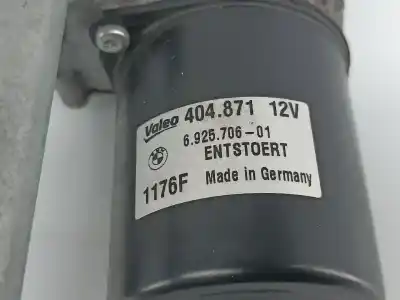 Valeo 404.871 12V
6.925.706-01
ENTSTOERT
1176F Made in Germany